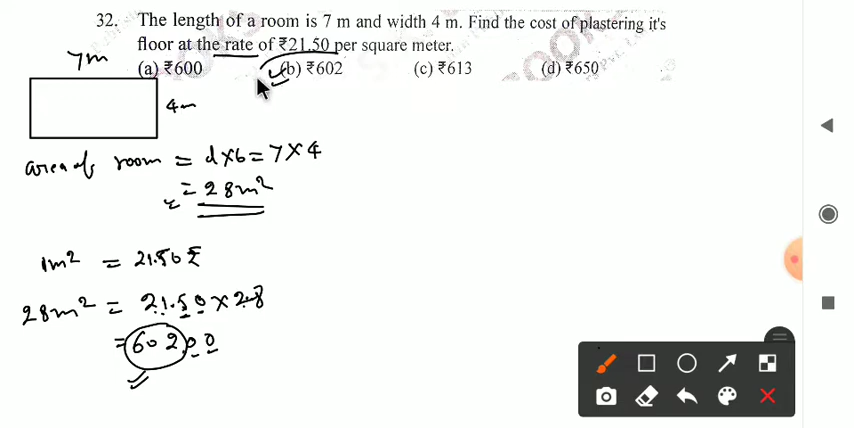 32. The length of a room is 7 m and width 4 m. Find the cost of plastering it's
floor at the rate of ₹21.50 per square meter.
(a) ₹600 (b) ₹602 (c) ₹613 (d) ₹650
7m
4m
area of room = l×b = 7×4
= 28m²
1m² = 21.50₹
28m² = 21.50×28
= 602.00